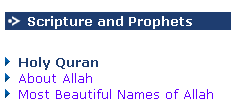 Scripture and Prophets
Holy Quran
About Allah
Most Beautiful Names of Allah